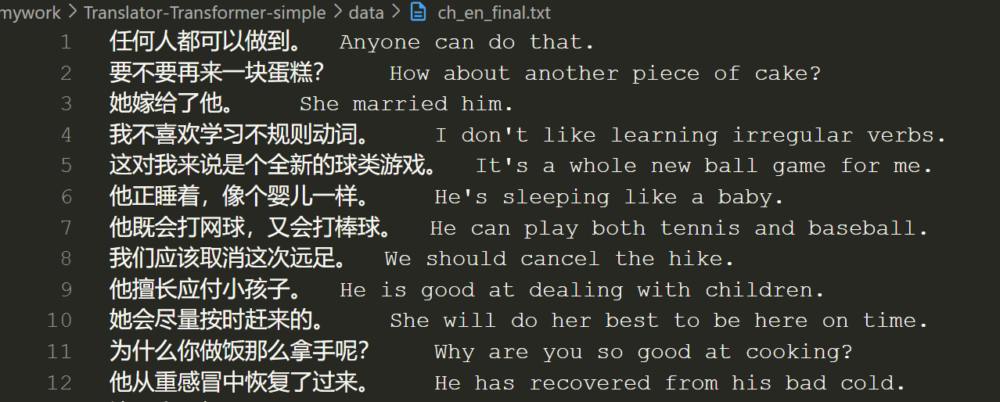 mywork > Translator-Transformer-simple > data > ch_en_final.txt
1 任何人都可以做到。 Anyone can do that.
2 要不要再来一块蛋糕？ How about another piece of cake?
3 她嫁给了他。 She married him.
4 我不喜欢学习不规则动词。 I don't like learning irregular verbs.
5 这对我来说是个全新的球类游戏。 It's a whole new ball game for me.
6 他正睡着，像个婴儿一样。 He's sleeping like a baby.
7 他既会打网球，又会打棒球。 He can play both tennis and baseball.
8 我们应该取消这次远足。 We should cancel the hike.
9 他擅长应付小孩子。 He is good at dealing with children.
10 她会尽量按时赶来的。 She will do her best to be here on time.
11 为什么你做饭那么拿手呢？ Why are you so good at cooking?
12 他从重感冒中恢复了过来。 He has recovered from his bad cold.